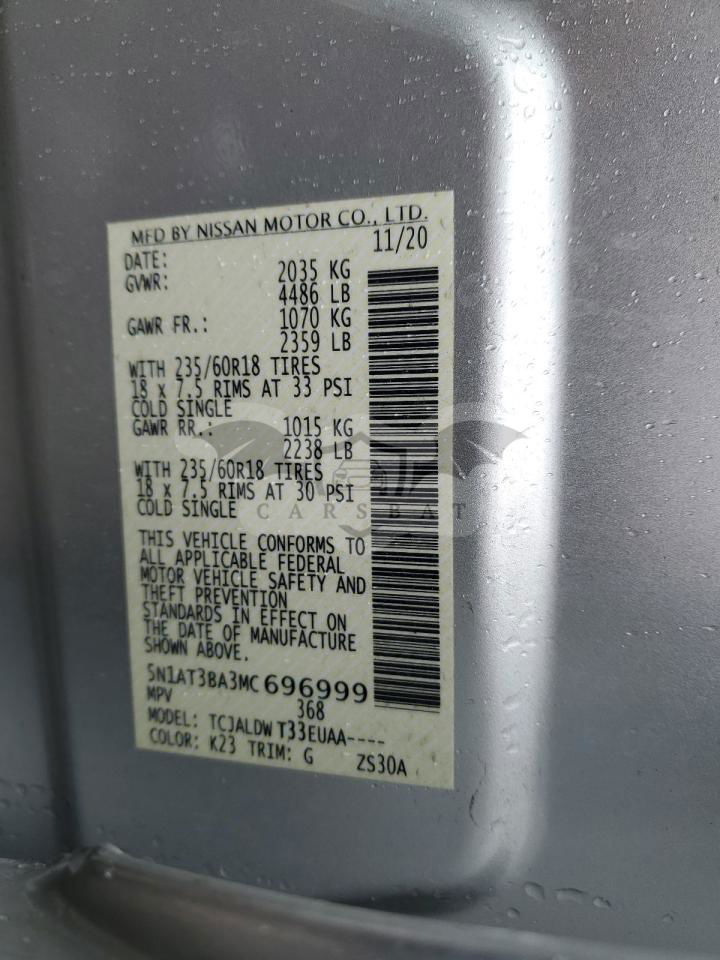 MFD BY NISSAN MOTOR CO., LTD.
DATE: 11/20
GVWR: 2035 KG
4486 LB
GAWR FR.: 1070 KG
2359 LB
WITH 235/60R18 TIRES
18 x 7.5 RIMS AT 33 PSI
COLD SINGLE
GAWR RR.: 1015 KG
2238 LB
WITH 235/60R18 TIRES
18 x 7.5 RIMS AT 30 PSI
COLD SINGLE
CARSBAT
THIS VEHICLE CONFORMS TO
ALL APPLICABLE FEDERAL
MOTOR VEHICLE SAFETY AND
THEFT PREVENTION
STANDARDS IN EFFECT ON
THE DATE OF MANUFACTURE
SHOWN ABOVE.
5N1AT3BA3MC696999
MPV 368
MODEL: TCJALDW T33EUAA----
COLOR: K23 TRIM: G ZS30A